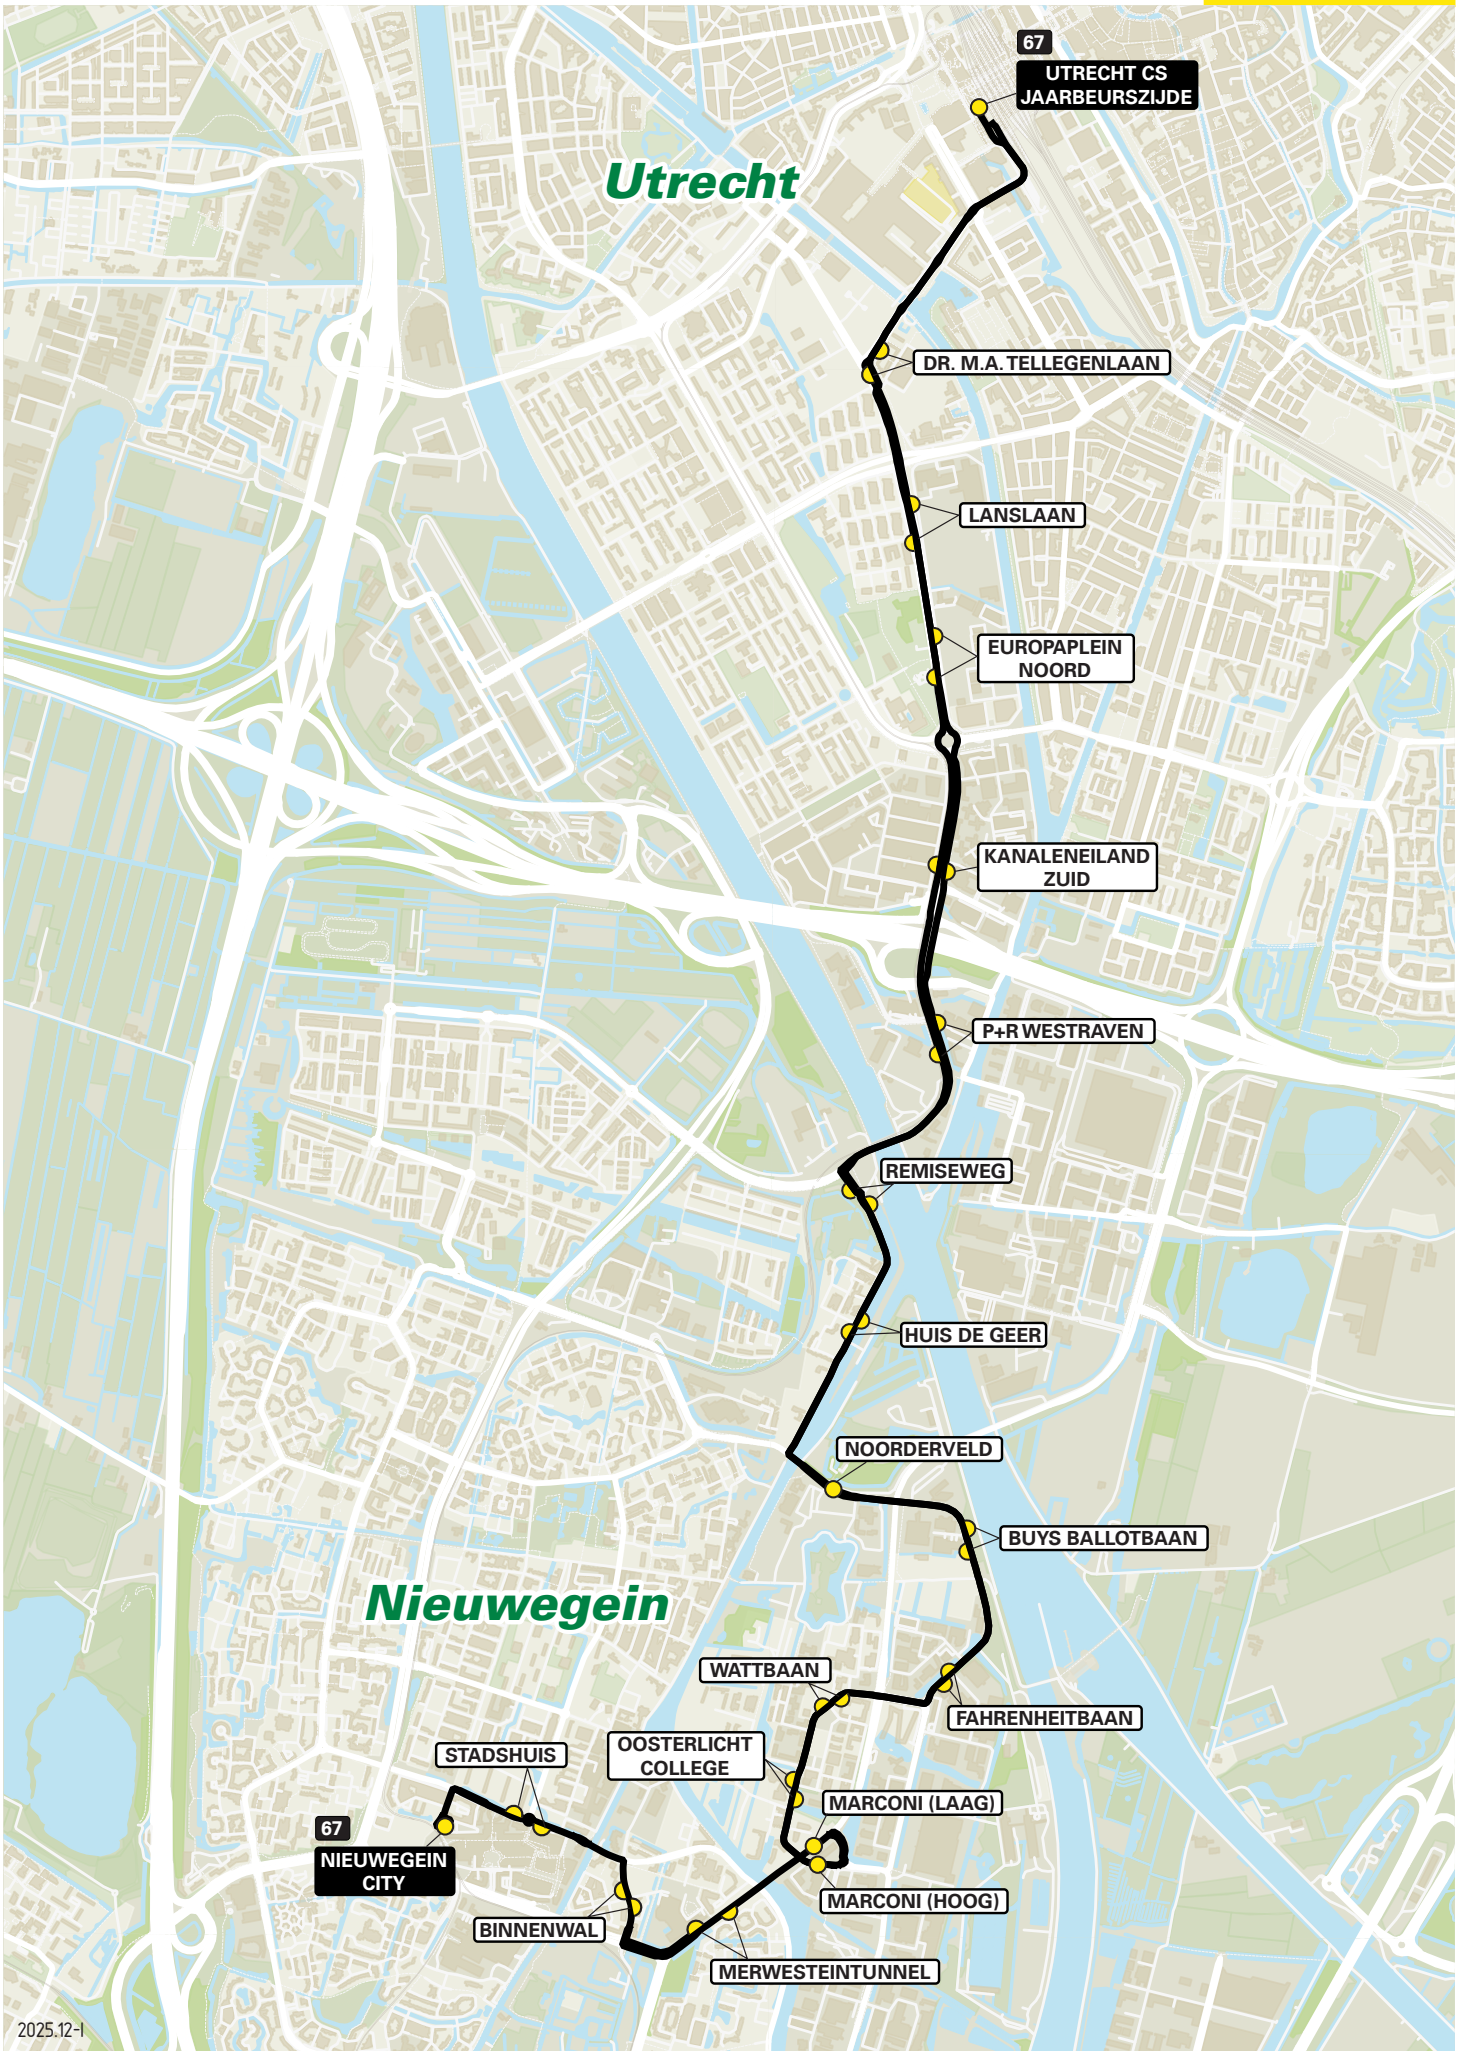 67
UTRECHT CS
JAARBEURSZIJDE
Utrecht
DR. M.A. TELLEGENLAAN
LANSLAAN
EUROPAPLEIN
NOORD
KANALENEILAND
ZUID
P+R WESTRAVEN
REMISEWEG
HUIS DE GEER
NOORDERVELD
BUYS BALLOTBAAN
Nieuwegein
WATTBAAN
FAHRENHEITBAAN
OOSTERLICHT
COLLEGE
STADSHUIS
MARCONI (LAAG)
67
NIEUWEGEIN
CITY
MARCONI (HOOG)
BINNENWAL
MERWESTEINTUNNEL
2025.12-I